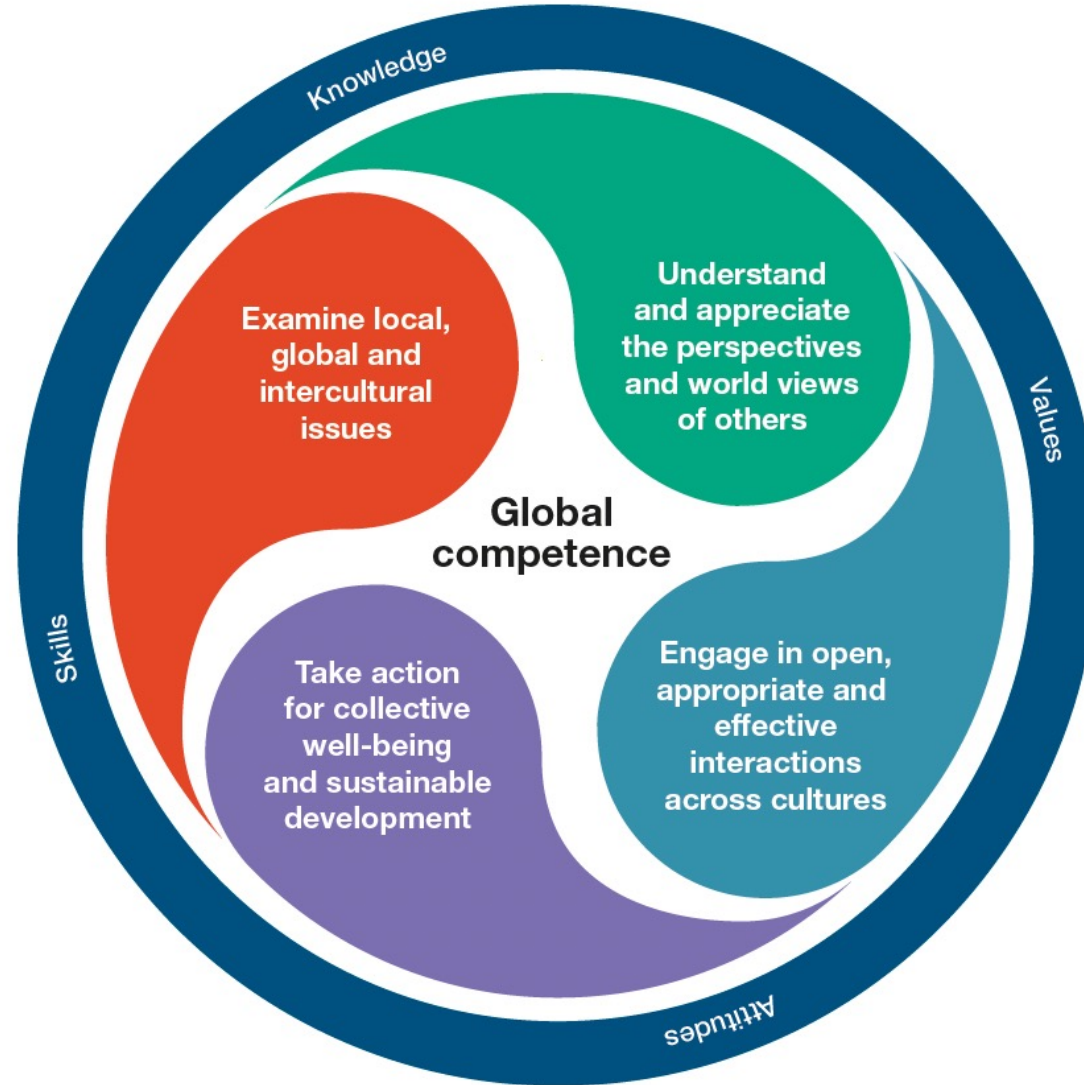 Knowledge
Understand
and appreciate
the perspectives
and world views
of others
Examine local,
global and
intercultural
issues
Values
Global
competence
Skills
Take action
for collective
well-being
and sustainable
development
Engage in open,
appropriate and
effective
interactions
across cultures
Attitudes